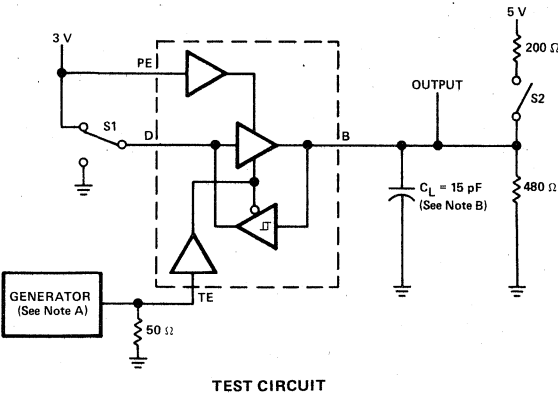 3 V
5 V
PE
200 Ω
OUTPUT
S2
S1
D
B
CL = 15 pF
(See Note B)
480 Ω
GENERATOR
(See Note A)
TE
50 Ω
TEST CIRCUIT